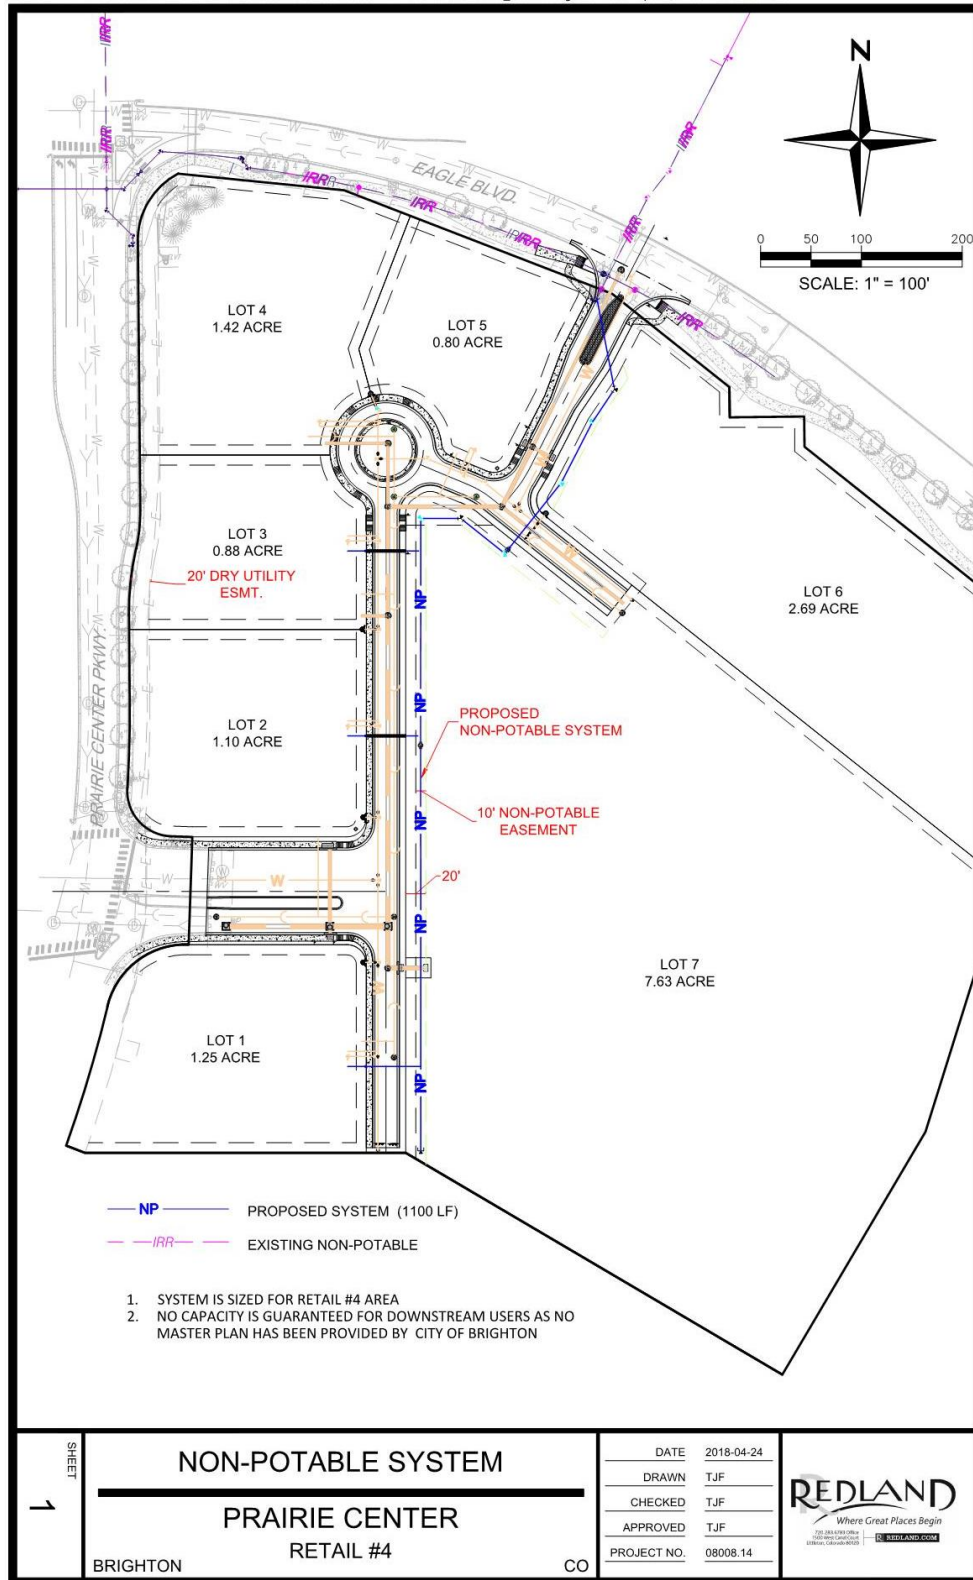 IRR
IRR
IRR
N
EAGLE BLVD.
IRR
IRR
IRR
IRR
IRR
0 50 100 200
SCALE: 1" = 100'
LOT 4
1.42 ACRE
LOT 5
0.80 ACRE
W
W
W
LOT 3
0.88 ACRE
20' DRY UTILITY
ESMT.
LOT 6
2.69 ACRE
NP
NP
PRAIRIE CENTER PKWY
LOT 2
1.10 ACRE
PROPOSED
NON-POTABLE SYSTEM
10' NON-POTABLE
EASEMENT
NP
W
20'
NP
W
LOT 7
7.63 ACRE
LOT 1
1.25 ACRE
NP
NP PROPOSED SYSTEM (1100 LF)
IRR EXISTING NON-POTABLE
1. SYSTEM IS SIZED FOR RETAIL #4 AREA
2. NO CAPACITY IS GUARANTEED FOR DOWNSTREAM USERS AS NO
MASTER PLAN HAS BEEN PROVIDED BY CITY OF BRIGHTON
SHEET
1
NON-POTABLE SYSTEM
PRAIRIE CENTER
RETAIL #4
BRIGHTON CO
DATE 2018-04-24
DRAWN TJF
CHECKED TJF
APPROVED TJF
PROJECT NO. 08008.14
REDLAND
Where Great Places Begin
REDLAND.COM